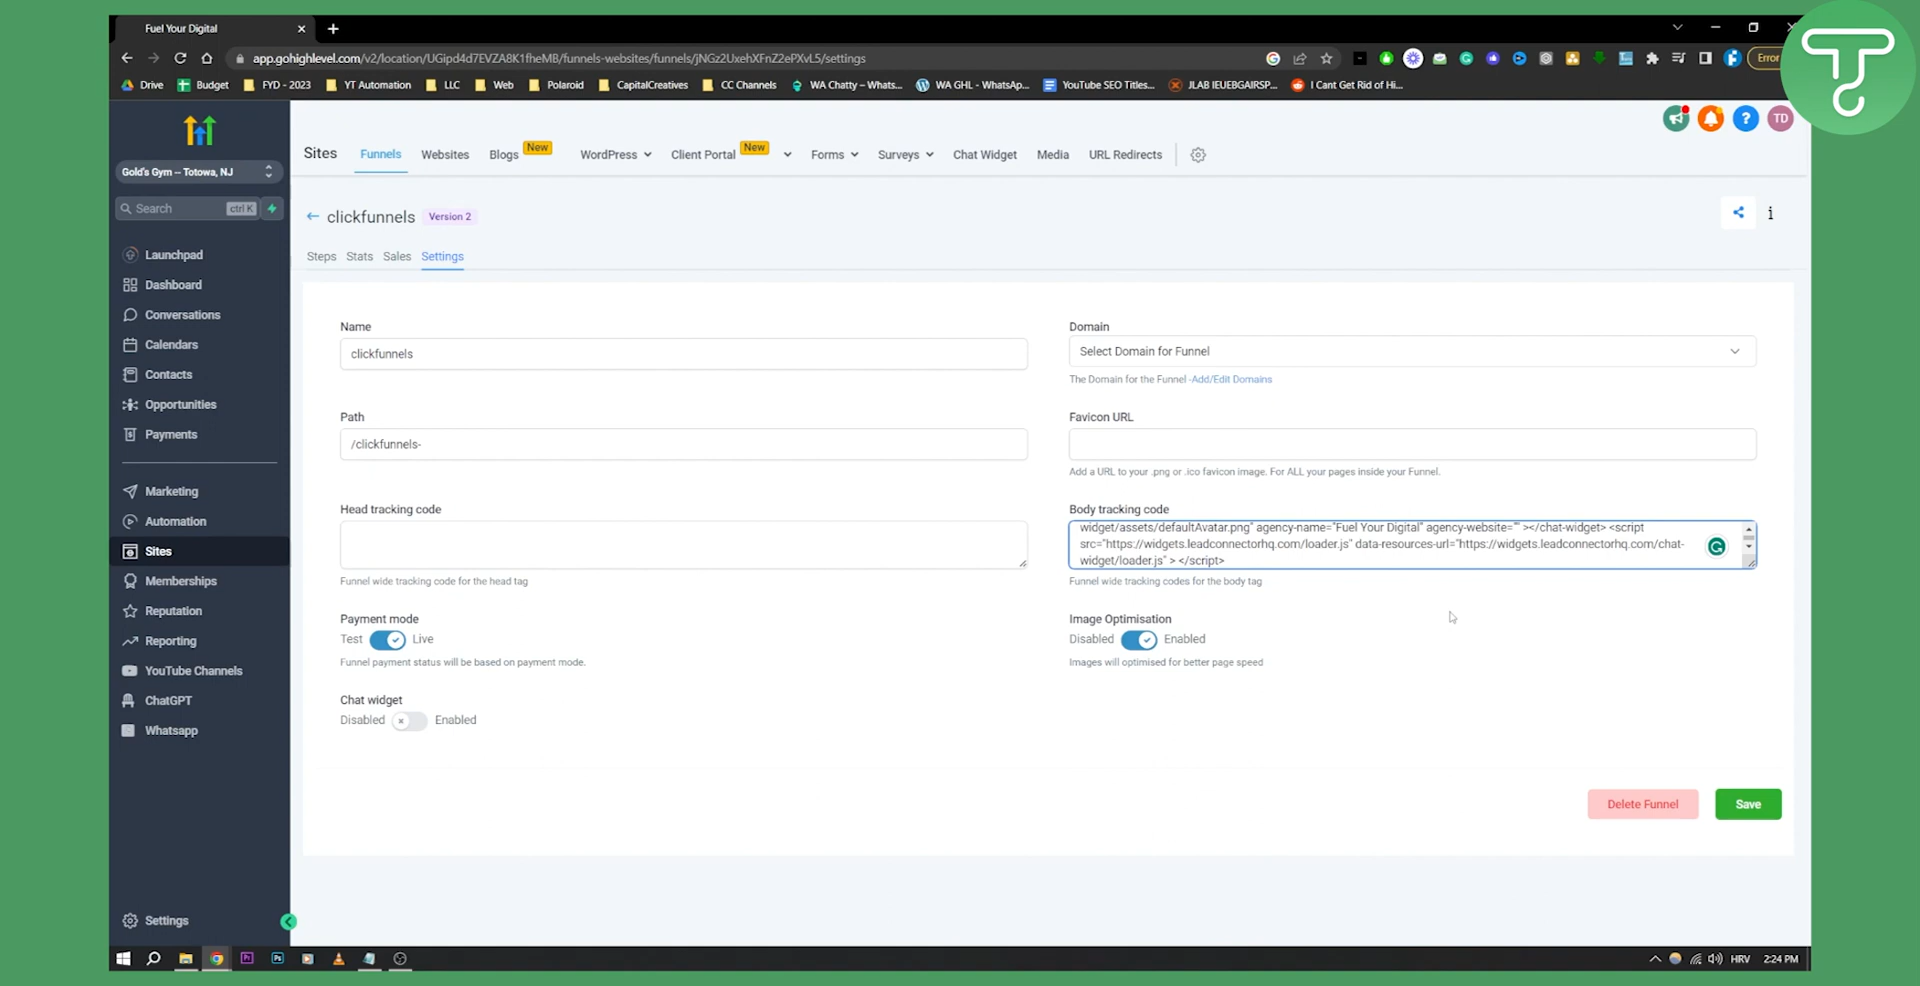 Fuel Your Digital
app.gohighlevel.com/v2/location/UGipd4d7EVZA8K1fheMB/funnels-websites/funnels/jNGz2UxehXFnZ2ePXvL5/settings
Error
Drive
Budget
FYD - 2023
YT Automation
LLC
Web
Polaroid
CapitalCreatives
CC Channels
WA Chatty – Whats...
WA GHL - WhatsAp...
YouTube SEO Titles...
JLAB IEUEBGAIRSP...
I Cant Get Rid of Hi...
TD
Gold's Gym -- Totowa, NJ
Search
ctrl K
Launchpad
Dashboard
Conversations
Calendars
Contacts
Opportunities
Payments
Marketing
Automation
Sites
Memberships
Reputation
Reporting
YouTube Channels
ChatGPT
Whatsapp
Settings
Sites
Funnels
Websites
Blogs
New
WordPress
Client Portal
New
Forms
Surveys
Chat Widget
Media
URL Redirects
clickfunnels
Version 2
Steps
Stats
Sales
Settings
Name
clickfunnels
Domain
Select Domain for Funnel
The Domain for the Funnel -Add/Edit Domains
Path
/clickfunnels-
Favicon URL
Add a URL to your .png or .ico favicon image. For ALL your pages inside your Funnel.
Head tracking code
Funnel wide tracking code for the head tag
Body tracking code
widget/assets/defaultAvatar.png" agency-name="Fuel Your Digital" agency-website="" ></chat-widget> <script
src="https://widgets.leadconnectorhq.com/loader.js" data-resources-url="https://widgets.leadconnectorhq.com/chat-
widget/loader.js" > </script>
Funnel wide tracking codes for the body tag
Payment mode
Test
Live
Funnel payment status will be based on payment mode.
Image Optimisation
Disabled
Enabled
Images will optimised for better page speed
Chat widget
Disabled
Enabled
Delete Funnel
Save
HRV
2:24 PM